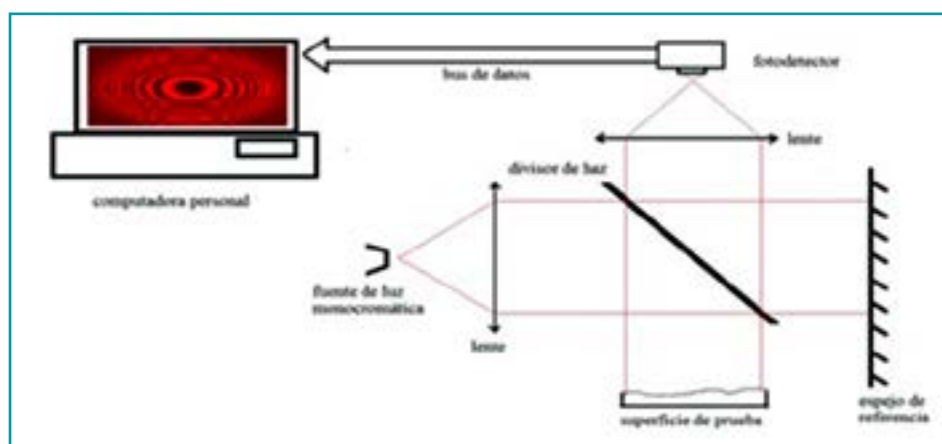 bus de datos
fotodetector
lente
divisor de haz
computadora personal
fuente de luz
monocromática
lente
superficie de prueba
espejo de
referencia